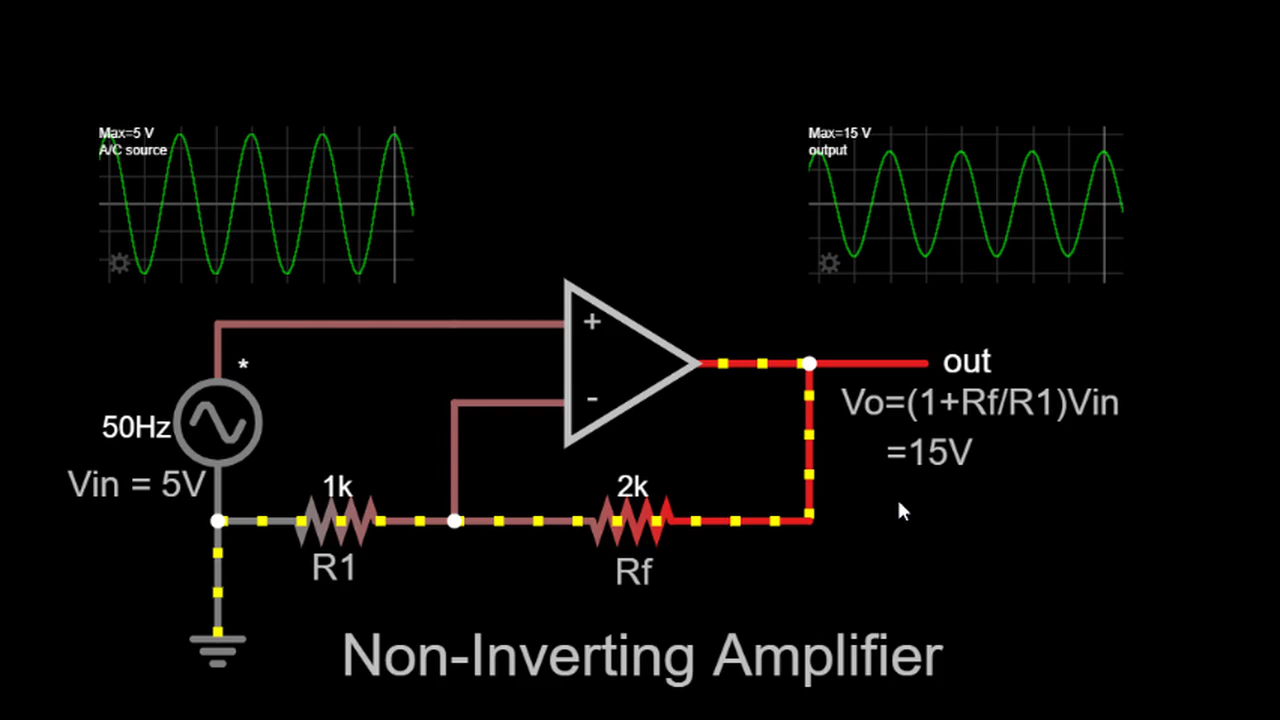 Max=5 V
A/C source
Max=15 V
output
+
-
*
out
50Hz
Vo=(1+Rf/R1)Vin
=15V
Vin = 5V
1k
2k
R1
Rf
Non-Inverting Amplifier